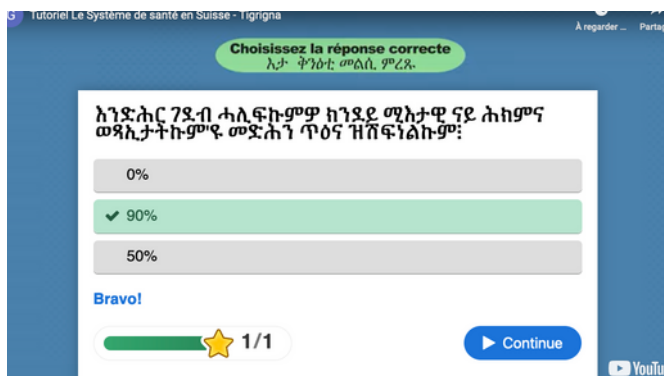 G Tutoriel Le Système de santé en Suisse - Tigrigna
À regarder ... Partag
Choisissez la réponse correcte
እታ ቅንዕቲ መልሲ ምረጹ
እንድሕር ገደብ ሓሊፍኩምዎ ክንደይ ሚእታዊ ናይ ሕክምና
ወጻኢታትኩም'ዩ መድሕን ጥዕና ዝሽፍነልኩም፧
0%
90%
50%
Bravo!
1/1
Continue
YouTu